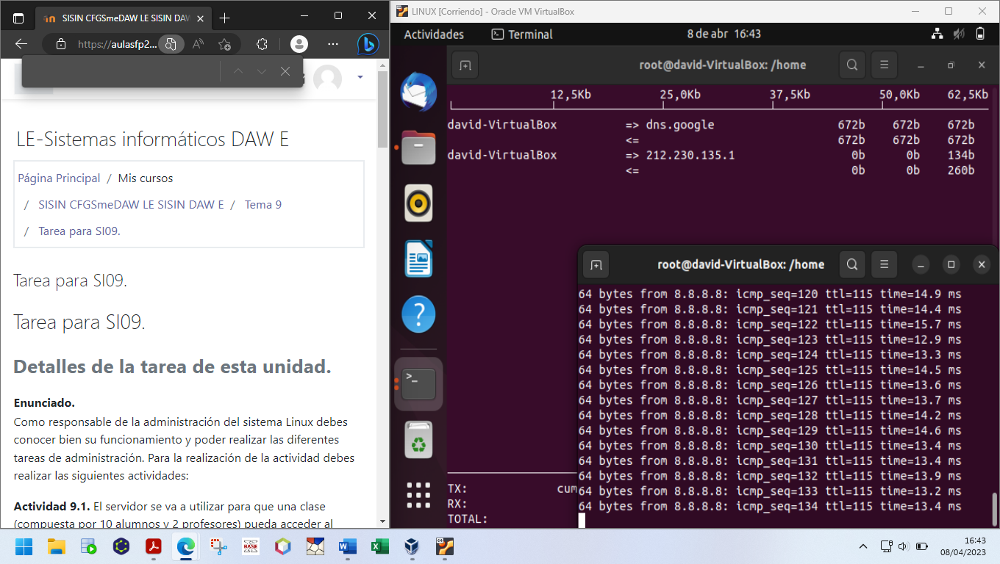 SISIN CFGSmeDAW LE SISIN DAW
https://aulasfp2...
LE-Sistemas informáticos DAW E
Página Principal / Mis cursos
/ SISIN CFGSmeDAW LE SISIN DAW E / Tema 9
/ Tarea para SI09.
Tarea para SI09.
Tarea para SI09.
Detalles de la tarea de esta unidad.
Enunciado.
Como responsable de la administración del sistema Linux debes
conocer bien su funcionamiento y poder realizar las diferentes
tareas de administración. Para la realización de la actividad debes
realizar las siguientes actividades:
Actividad 9.1. El servidor se va a utilizar para que una clase
(compuesta por 10 alumnos y 2 profesores) pueda acceder al
LINUX [Corriendo] - Oracle VM VirtualBox
Actividades Terminal 8 de abr 16:43
root@david-VirtualBox: /home
12,5Kb 25,0Kb 37,5Kb 50,0Kb 62,5Kb
david-VirtualBox => dns.google 672b 672b 672b
<= 672b 672b 672b
david-VirtualBox => 212.230.135.1 0b 0b 134b
<= 0b 0b 260b
TX: cum
RX:
TOTAL:
root@david-VirtualBox: /home
64 bytes from 8.8.8.8: icmp_seq=120 ttl=115 time=14.9 ms
64 bytes from 8.8.8.8: icmp_seq=121 ttl=115 time=14.4 ms
64 bytes from 8.8.8.8: icmp_seq=122 ttl=115 time=15.7 ms
64 bytes from 8.8.8.8: icmp_seq=123 ttl=115 time=12.9 ms
64 bytes from 8.8.8.8: icmp_seq=124 ttl=115 time=13.3 ms
64 bytes from 8.8.8.8: icmp_seq=125 ttl=115 time=14.5 ms
64 bytes from 8.8.8.8: icmp_seq=126 ttl=115 time=13.6 ms
64 bytes from 8.8.8.8: icmp_seq=127 ttl=115 time=13.7 ms
64 bytes from 8.8.8.8: icmp_seq=128 ttl=115 time=14.2 ms
64 bytes from 8.8.8.8: icmp_seq=129 ttl=115 time=14.6 ms
64 bytes from 8.8.8.8: icmp_seq=130 ttl=115 time=13.4 ms
64 bytes from 8.8.8.8: icmp_seq=131 ttl=115 time=13.4 ms
64 bytes from 8.8.8.8: icmp_seq=132 ttl=115 time=13.9 ms
64 bytes from 8.8.8.8: icmp_seq=133 ttl=115 time=13.2 ms
64 bytes from 8.8.8.8: icmp_seq=134 ttl=115 time=13.4 ms
16:43
08/04/2023